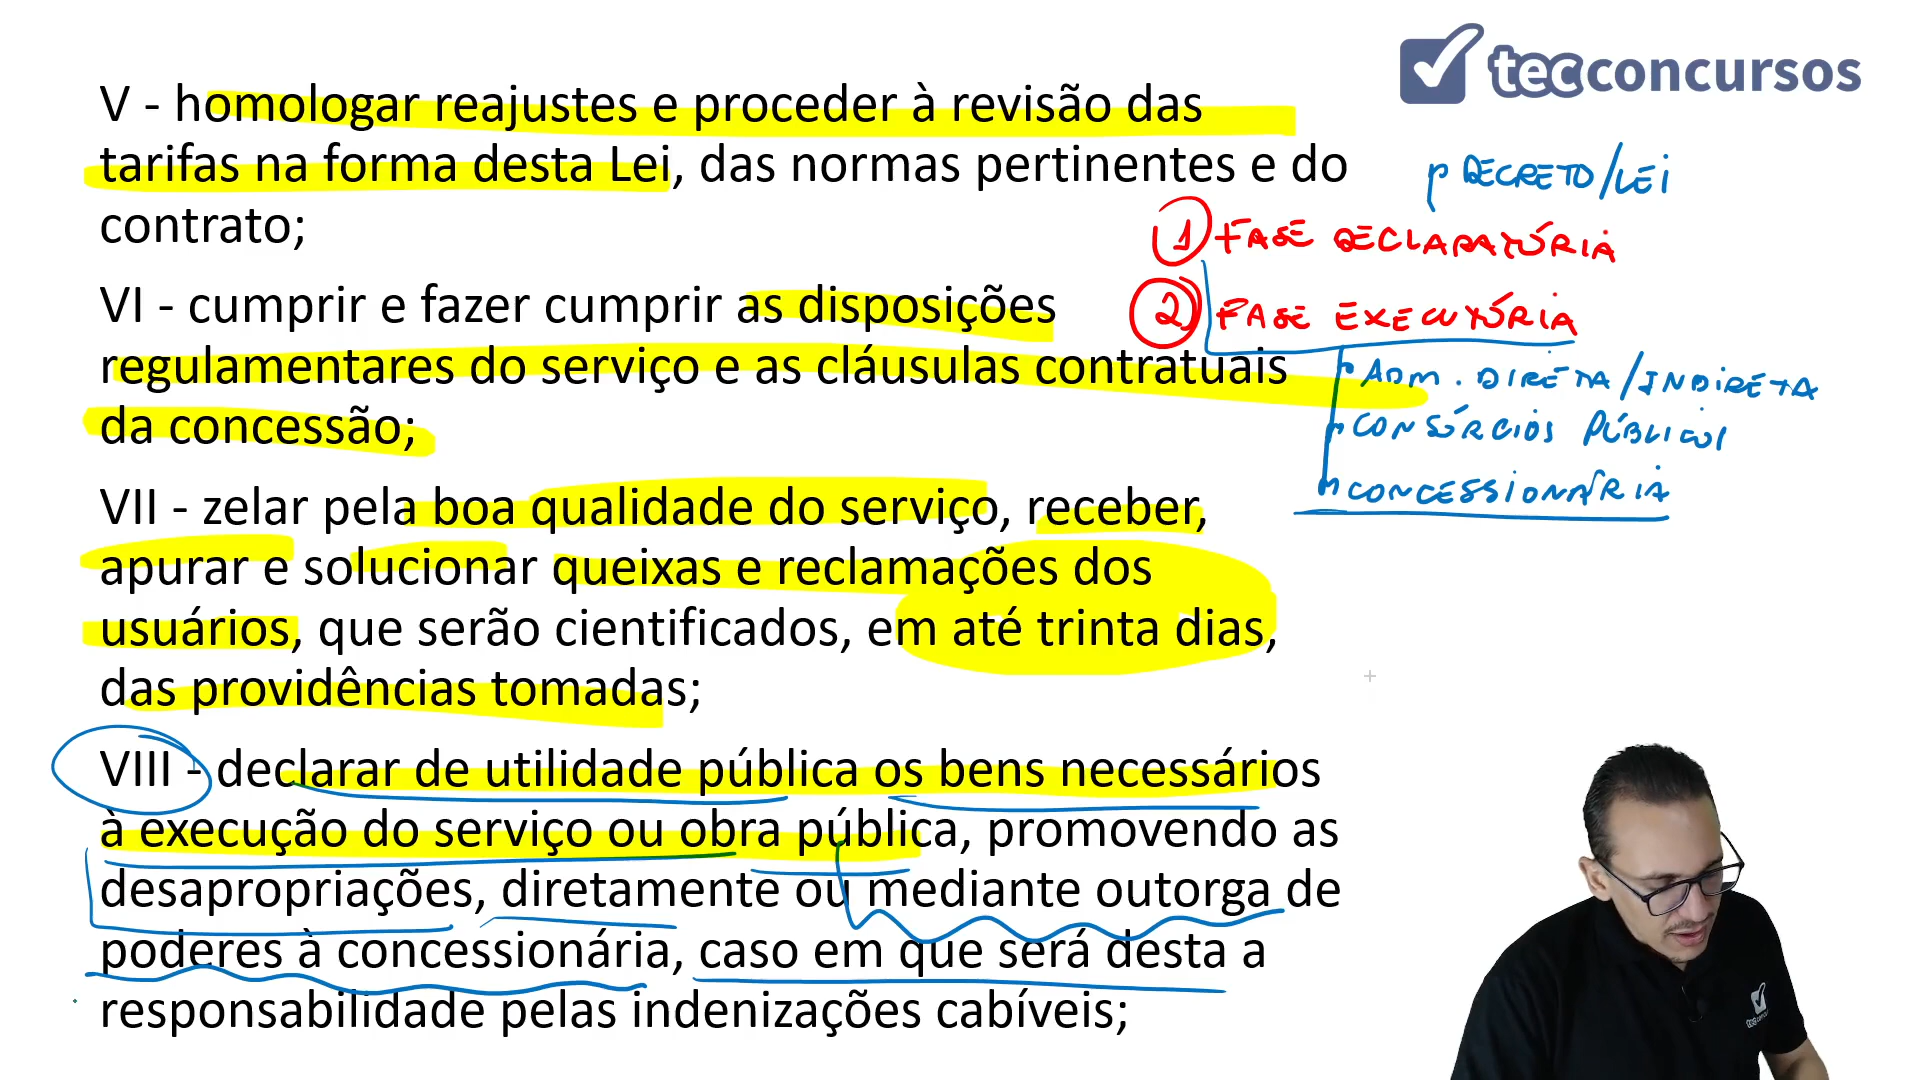 tecconcursos
V - homologar reajustes e proceder à revisão das
tarifas na forma desta Lei, das normas pertinentes e do
contrato;
VI - cumprir e fazer cumprir as disposições
regulamentares do serviço e as cláusulas contratuais
da concessão;
VII - zelar pela boa qualidade do serviço, receber,
apurar e solucionar queixas e reclamações dos
usuários, que serão cientificados, em até trinta dias,
das providências tomadas;
VIII - declarar de utilidade pública os bens necessários
à execução do serviço ou obra pública, promovendo as
desapropriações, diretamente ou mediante outorga de
poderes à concessionária, caso em que será desta a
responsabilidade pelas indenizações cabíveis;
DECRETO/LEI
1 FASE DECLARATÓRIA
2 FASE EXECUTÓRIA
ADM. DIRETA/INDIRETA
CONSÓRCIOS PÚBLICOS
CONCESSIONÁRIA